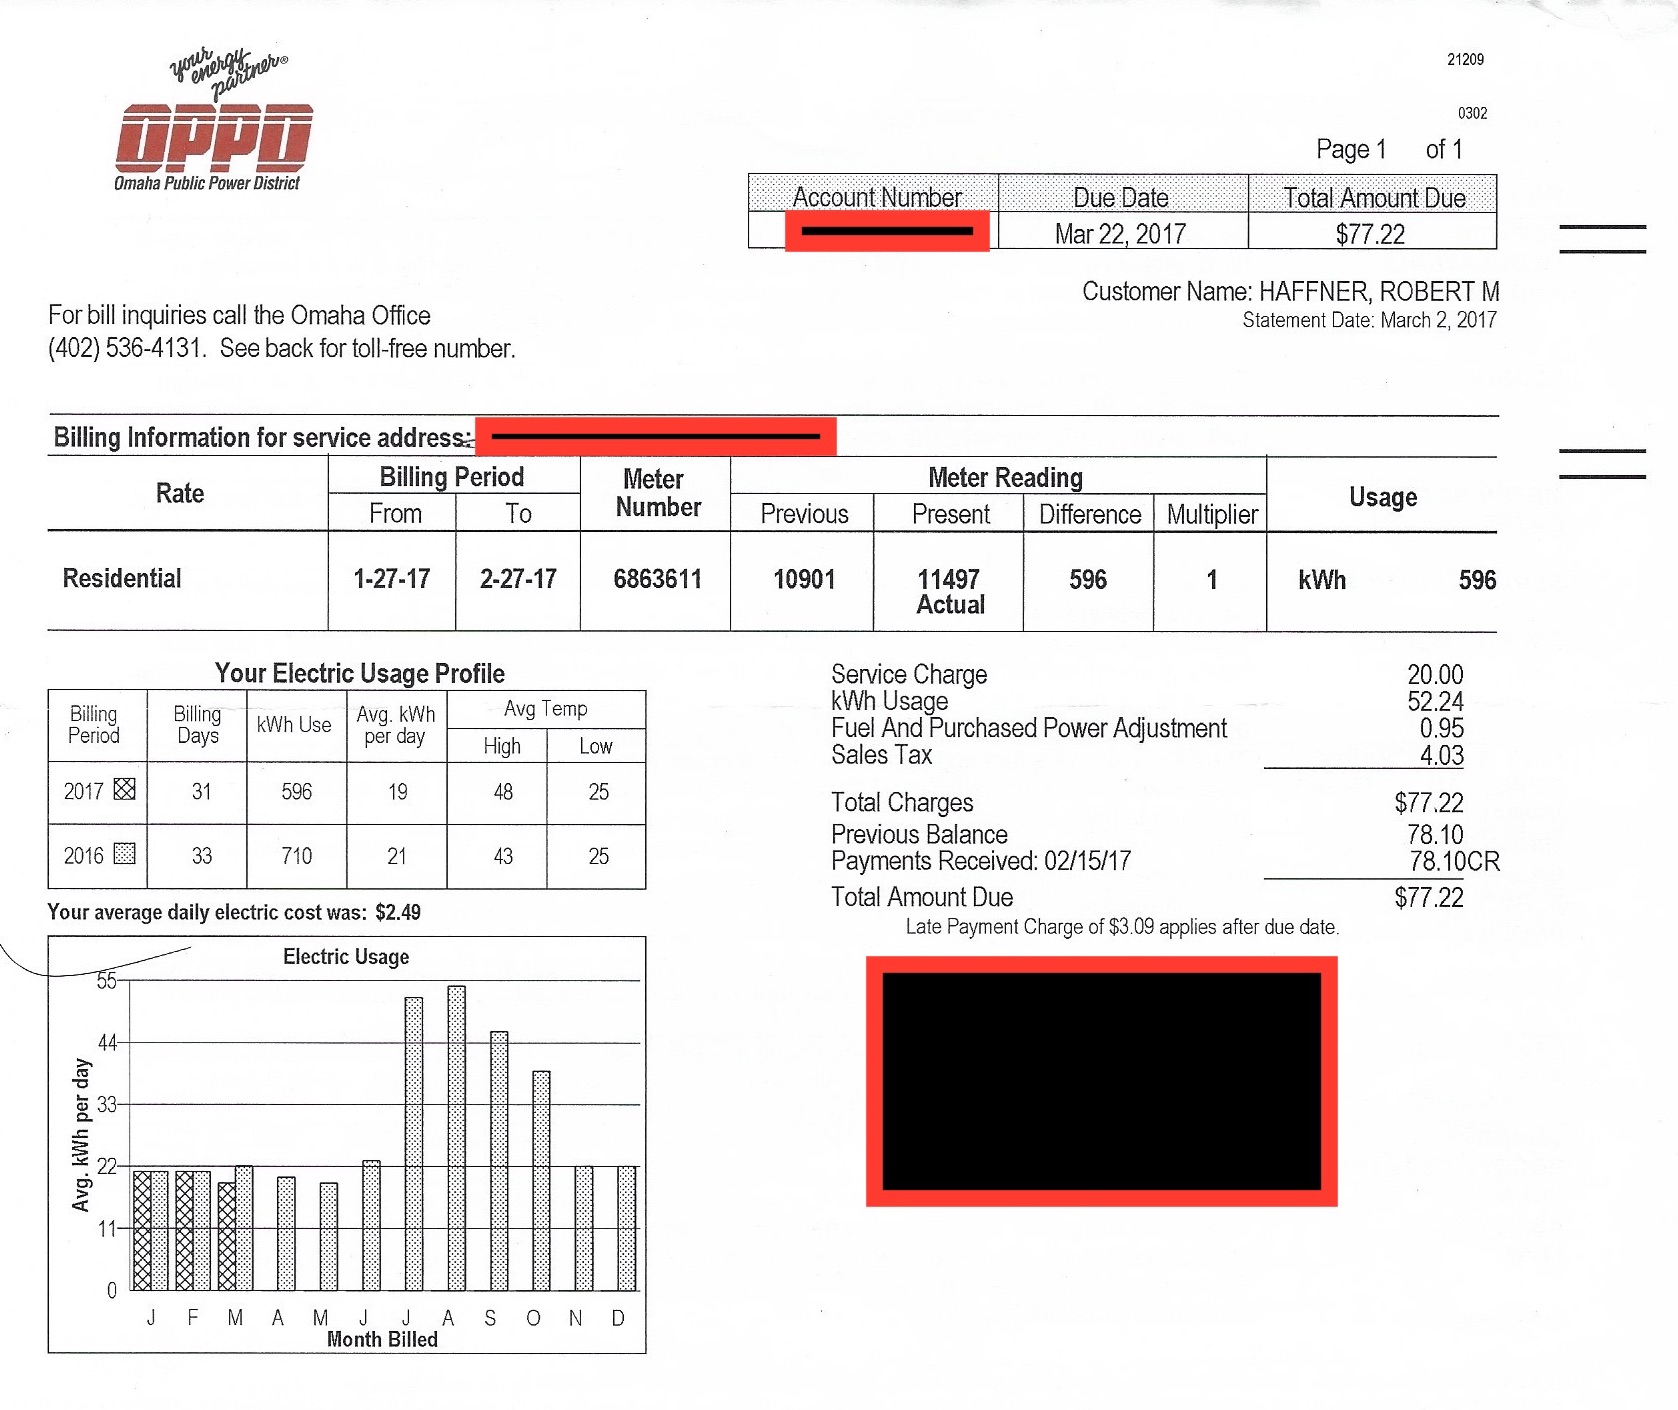 your
energy
partner®
OPPD
Omaha Public Power District
21209
0302
Page 1 of 1
Account Number Due Date Total Amount Due
Mar 22, 2017 $77.22
Customer Name: HAFFNER, ROBERT M
Statement Date: March 2, 2017
For bill inquiries call the Omaha Office
(402) 536-4131. See back for toll-free number.
Billing Information for service address:
Rate Billing Period Meter Number Meter Reading Usage
From To Previous Present Difference Multiplier
Residential 1-27-17 2-27-17 6863611 10901 11497 596 1 kWh 596
Actual
Your Electric Usage Profile
Billing Period Billing Days kWh Use Avg. kWh per day Avg Temp
High Low
2017 31 596 19 48 25
2016 33 710 21 43 25
Your average daily electric cost was: $2.49
Service Charge 20.00
kWh Usage 52.24
Fuel And Purchased Power Adjustment 0.95
Sales Tax 4.03
Total Charges $77.22
Previous Balance 78.10
Payments Received: 02/15/17 78.10CR
Total Amount Due $77.22
Late Payment Charge of $3.09 applies after due date.
Electric Usage
Avg. kWh per day
55
44
33
22
11
0
J F M A M J J A S O N D
Month Billed